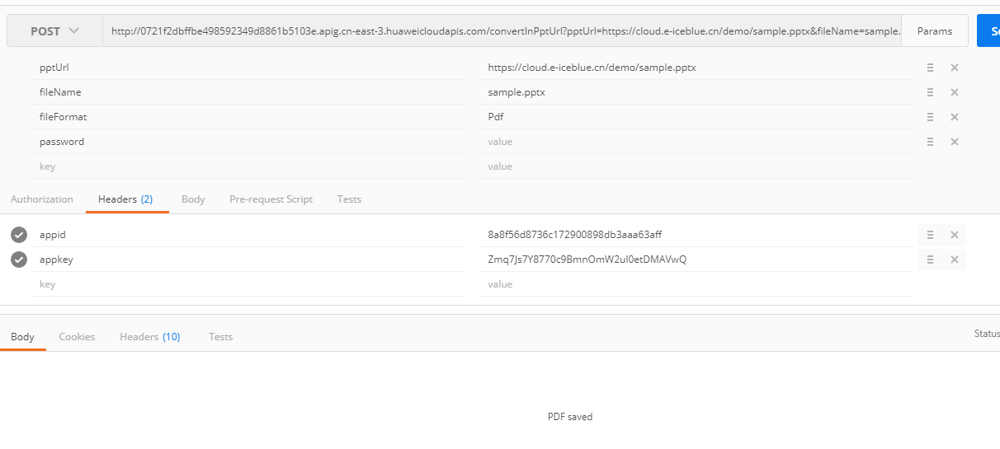 POST http://0721f2dbffbe498592349d8861b5103e.apig.cn-east-3.huaweicloudapis.com/convertInPptUrl?pptUrl=https://cloud.e-iceblue.cn/demo/sample.pptx&fileName=sample. Params Se
pptUrl https://cloud.e-iceblue.cn/demo/sample.pptx
fileName sample.pptx
fileFormat Pdf
password value
key value
Authorization Headers (2) Body Pre-request Script Tests
appid 8a8f56d8736c172900898db3aaa63aff
appkey Zmq7Js7Y8770c9BmnOmW2uI0etDMAVwQ
key value
Body Cookies Headers (10) Tests Status
PDF saved